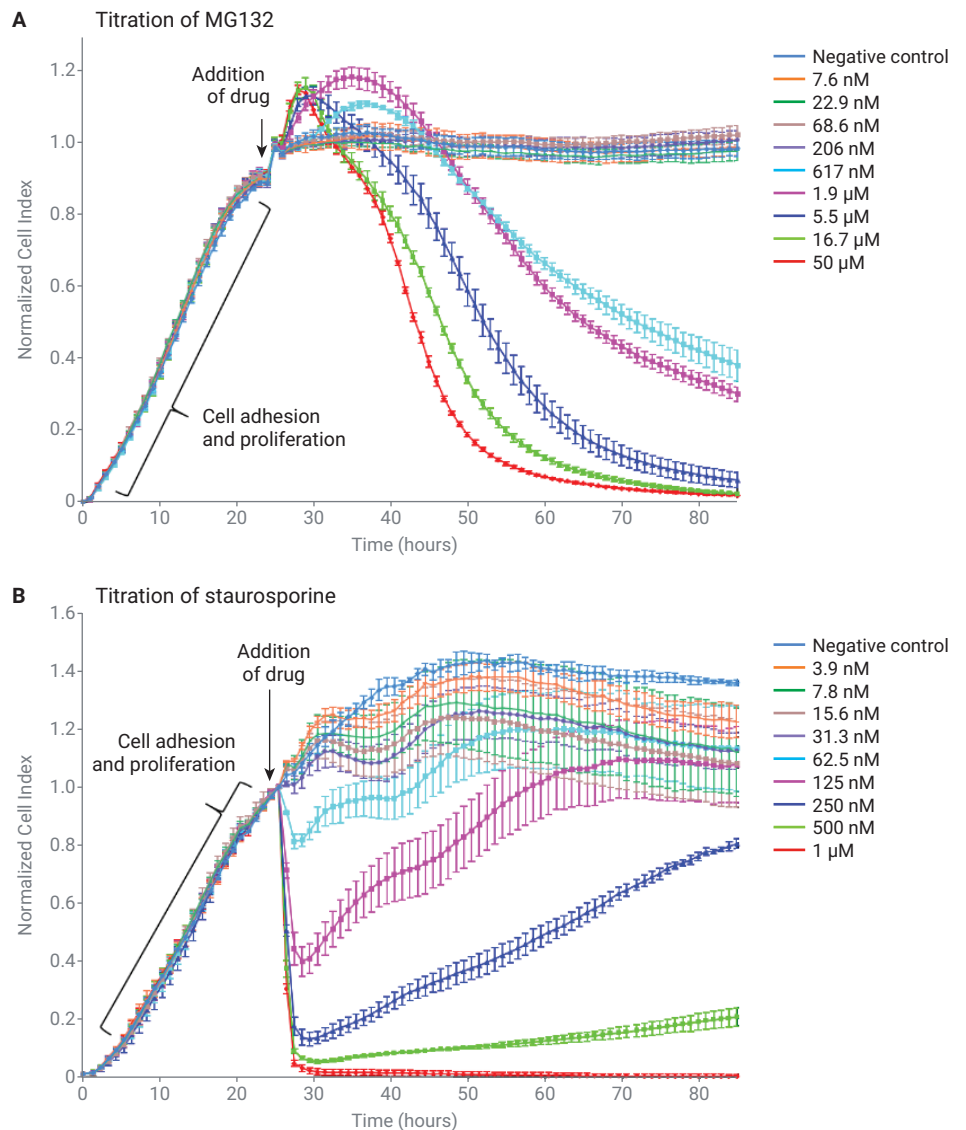 A Titration of MG132
Normalized Cell Index
1.2
1.0
0.8
0.6
0.4
0.2
0
Addition
of drug
Cell adhesion
and proliferation
0 10 20 30 40 50 60 70 80
Time (hours)
Negative control
7.6 nM
22.9 nM
68.6 nM
206 nM
617 nM
1.9 µM
5.5 µM
16.7 µM
50 µM
B Titration of staurosporine
Normalized Cell Index
1.6
1.4
1.2
1.0
0.8
0.6
0.4
0.2
0
Addition
of drug
Cell adhesion
and proliferation
0 10 20 30 40 50 60 70 80
Time (hours)
Negative control
3.9 nM
7.8 nM
15.6 nM
31.3 nM
62.5 nM
125 nM
250 nM
500 nM
1 µM